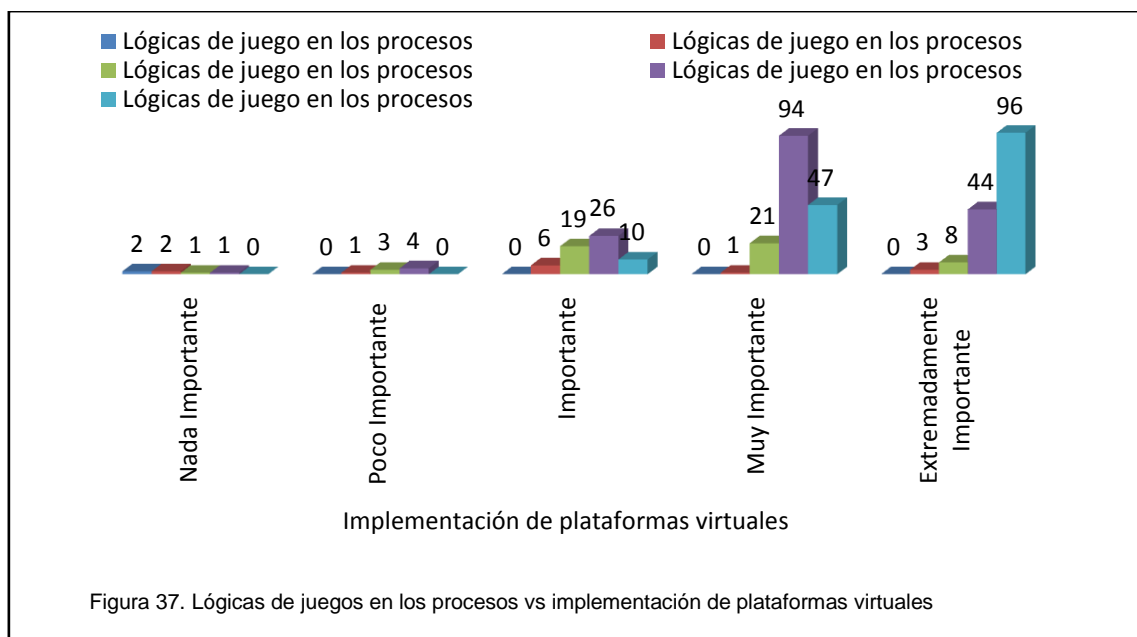 Lógicas de juego en los procesos
Lógicas de juego en los procesos
Lógicas de juego en los procesos
Lógicas de juego en los procesos
Lógicas de juego en los procesos
2 2 1 1 0
0 1 3 4 0
0 6 19 26 10
0 1 21 94 47
0 3 8 44 96
Nada Importante
Poco Importante
Importante
Muy Importante
Extremadamente
Importante
Implementación de plataformas virtuales
Figura 37. Lógicas de juegos en los procesos vs implementación de plataformas virtuales